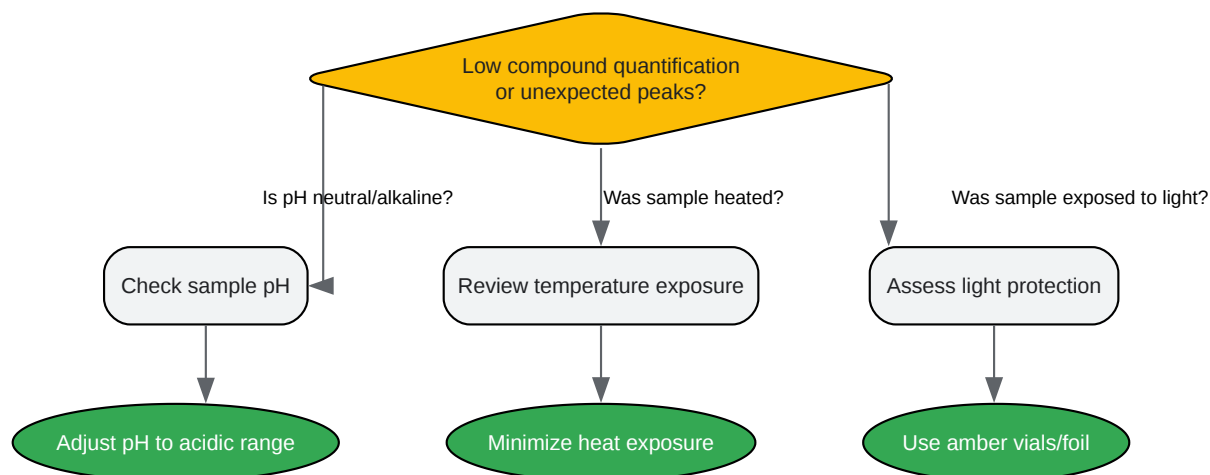 Low compound quantification
or unexpected peaks?
Is pH neutral/alkaline?
Was sample heated?
Was sample exposed to light?
Check sample pH
Review temperature exposure
Assess light protection
Adjust pH to acidic range
Minimize heat exposure
Use amber vials/foil